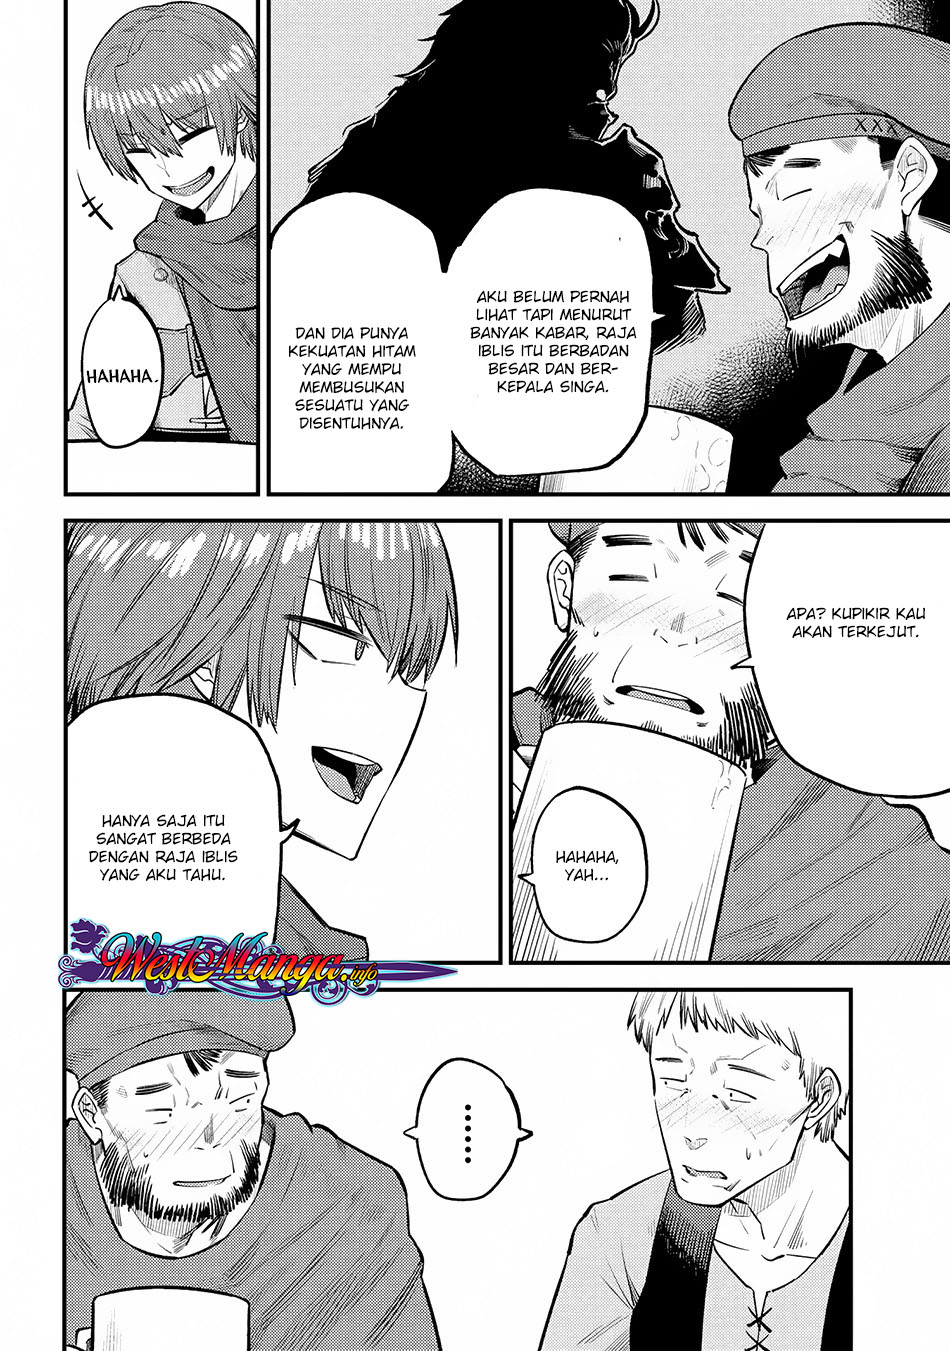 AKU BELUM PERNAH
LIHAT TAPI MENURUT
BANYAK KABAR, RAJA
IBLIS ITU BERBADAN
BESAR DAN BER-
KEPALA SINGA.
DAN DIA PUNYA
KEKUATAN HITAM
YANG MEMPU
MEMBUSUKAN
SESUATU YANG
DISENTUHNYA.
HAHAHA.
APA? KUPIKIR KAU
AKAN TERKEJUT.
HAHAHA,
YAH...
HANYA SAJA ITU
SANGAT BERBEDA
DENGAN RAJA IBLIS
YANG AKU TAHU.
WestManga.info
......